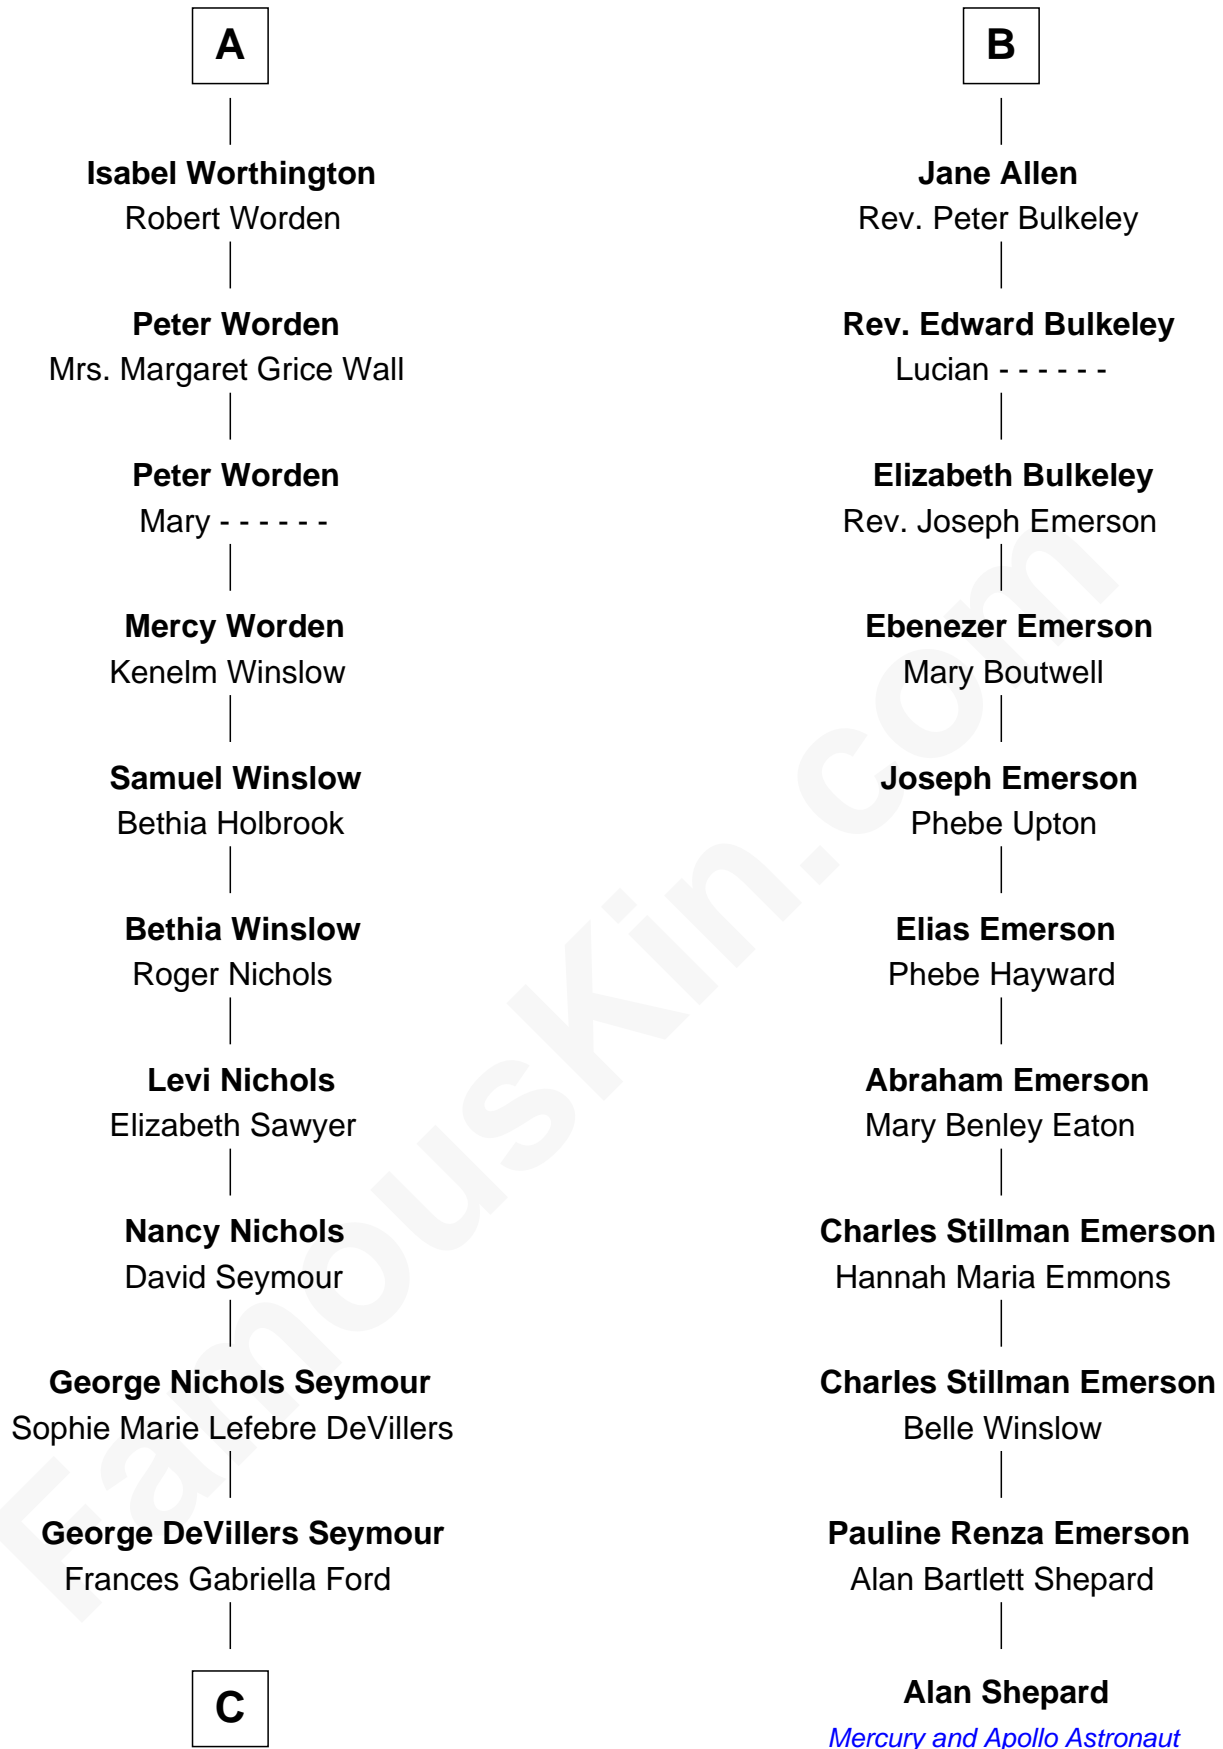 A
Isabel Worthington
Robert Worden
Peter Worden
Mrs. Margaret Grice Wall
Peter Worden
Mary - - - - - -
Mercy Worden
Kenelm Winslow
Samuel Winslow
Bethia Holbrook
Bethia Winslow
Roger Nichols
Levi Nichols
Elizabeth Sawyer
Nancy Nichols
David Seymour
George Nichols Seymour
Sophie Marie Lefebre DeVillers
George DeVillers Seymour
Frances Gabriella Ford
C
B
Jane Allen
Rev. Peter Bulkeley
Rev. Edward Bulkeley
Lucian - - - - - -
Elizabeth Bulkeley
Rev. Joseph Emerson
Ebenezer Emerson
Mary Boutwell
Joseph Emerson
Phebe Upton
Elias Emerson
Phebe Hayward
Abraham Emerson
Mary Benley Eaton
Charles Stillman Emerson
Hannah Maria Emmons
Charles Stillman Emerson
Belle Winslow
Pauline Renza Emerson
Alan Bartlett Shepard
Alan Shepard
Mercury and Apollo Astronaut
FamousKin.com